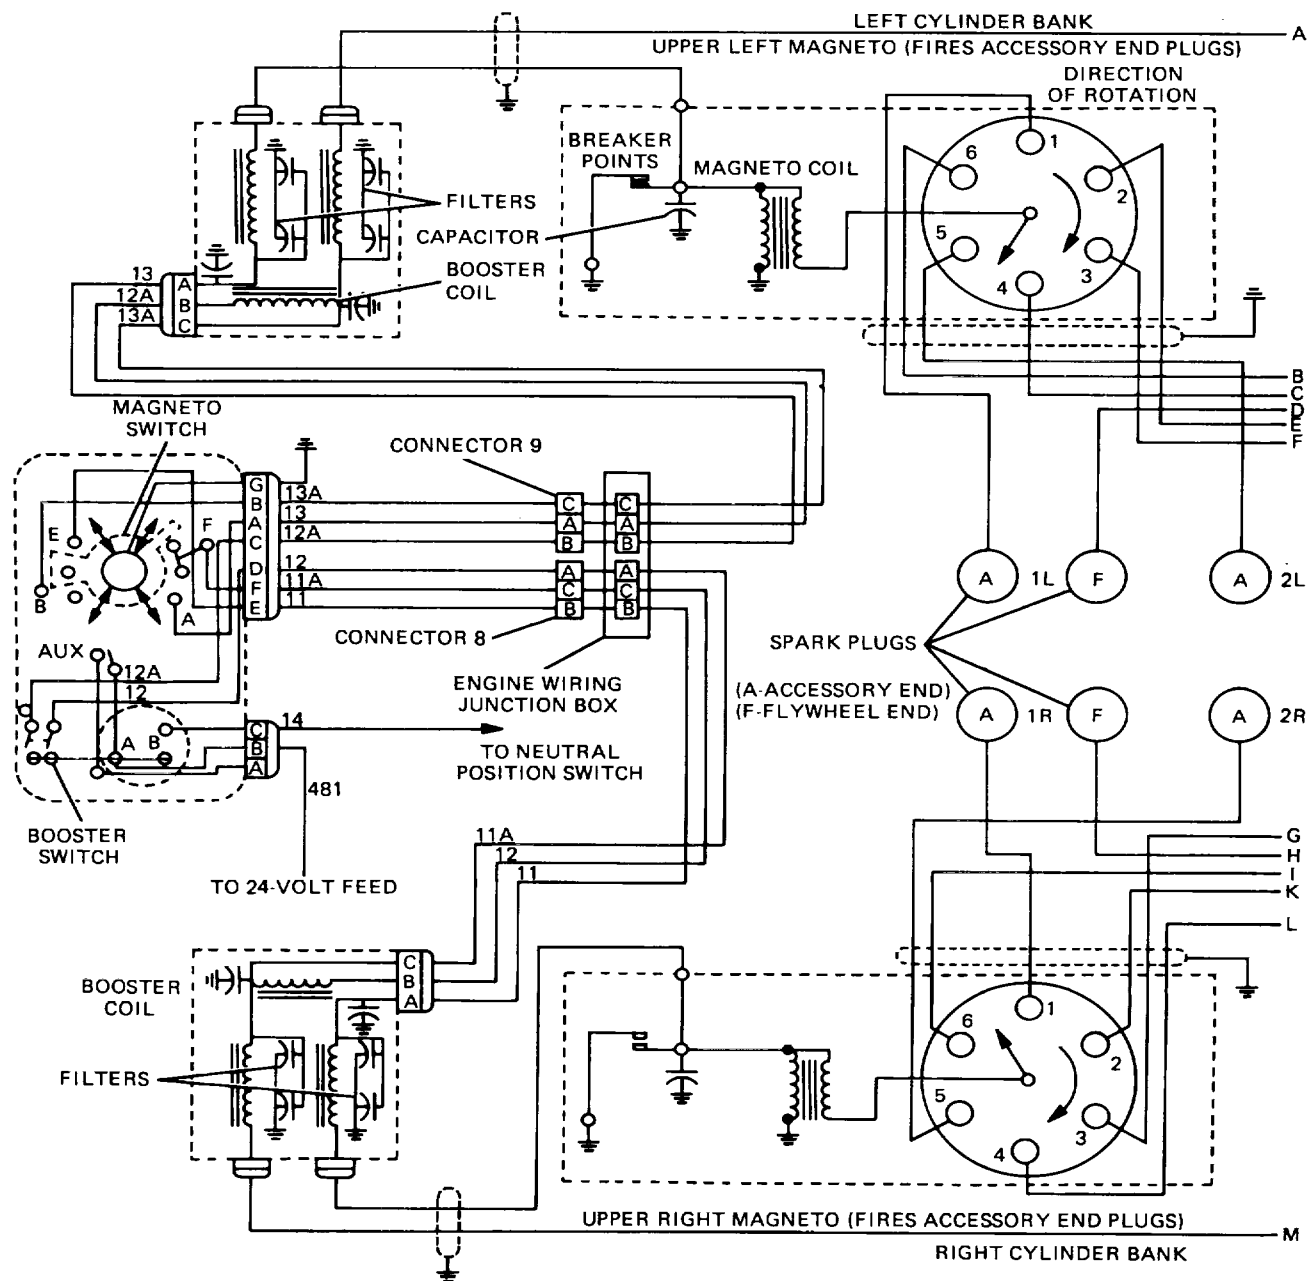 LEFT CYLINDER BANK
A
UPPER LEFT MAGNETO (FIRES ACCESSORY END PLUGS)
DIRECTION
OF ROTATION
BREAKER
POINTS
MAGNETO COIL
1
6
2
5
3
4
FILTERS
CAPACITOR
BOOSTER
COIL
13
12A
13A
A
B
C
B
C
D
E
F
MAGNETO
SWITCH
CONNECTOR 9
G
B
A
C
D
F
E
13A
13
12A
12
11A
11
C
A
B
A
C
B
C
A
B
A
C
B
E
F
B
A
CONNECTOR 8
AUX
12A
12
A
B
C
B
A
14
481
ENGINE WIRING
JUNCTION BOX
TO NEUTRAL
POSITION SWITCH
BOOSTER
SWITCH
TO 24-VOLT FEED
A
1L
F
A
2L
SPARK PLUGS
(A-ACCESSORY END)
(F-FLYWHEEL END)
A
1R
F
A
2R
11A
12
11
G
H
I
K
L
BOOSTER
COIL
C
B
A
FILTERS
1
6
2
5
3
4
UPPER RIGHT MAGNETO (FIRES ACCESSORY END PLUGS)
M
RIGHT CYLINDER BANK